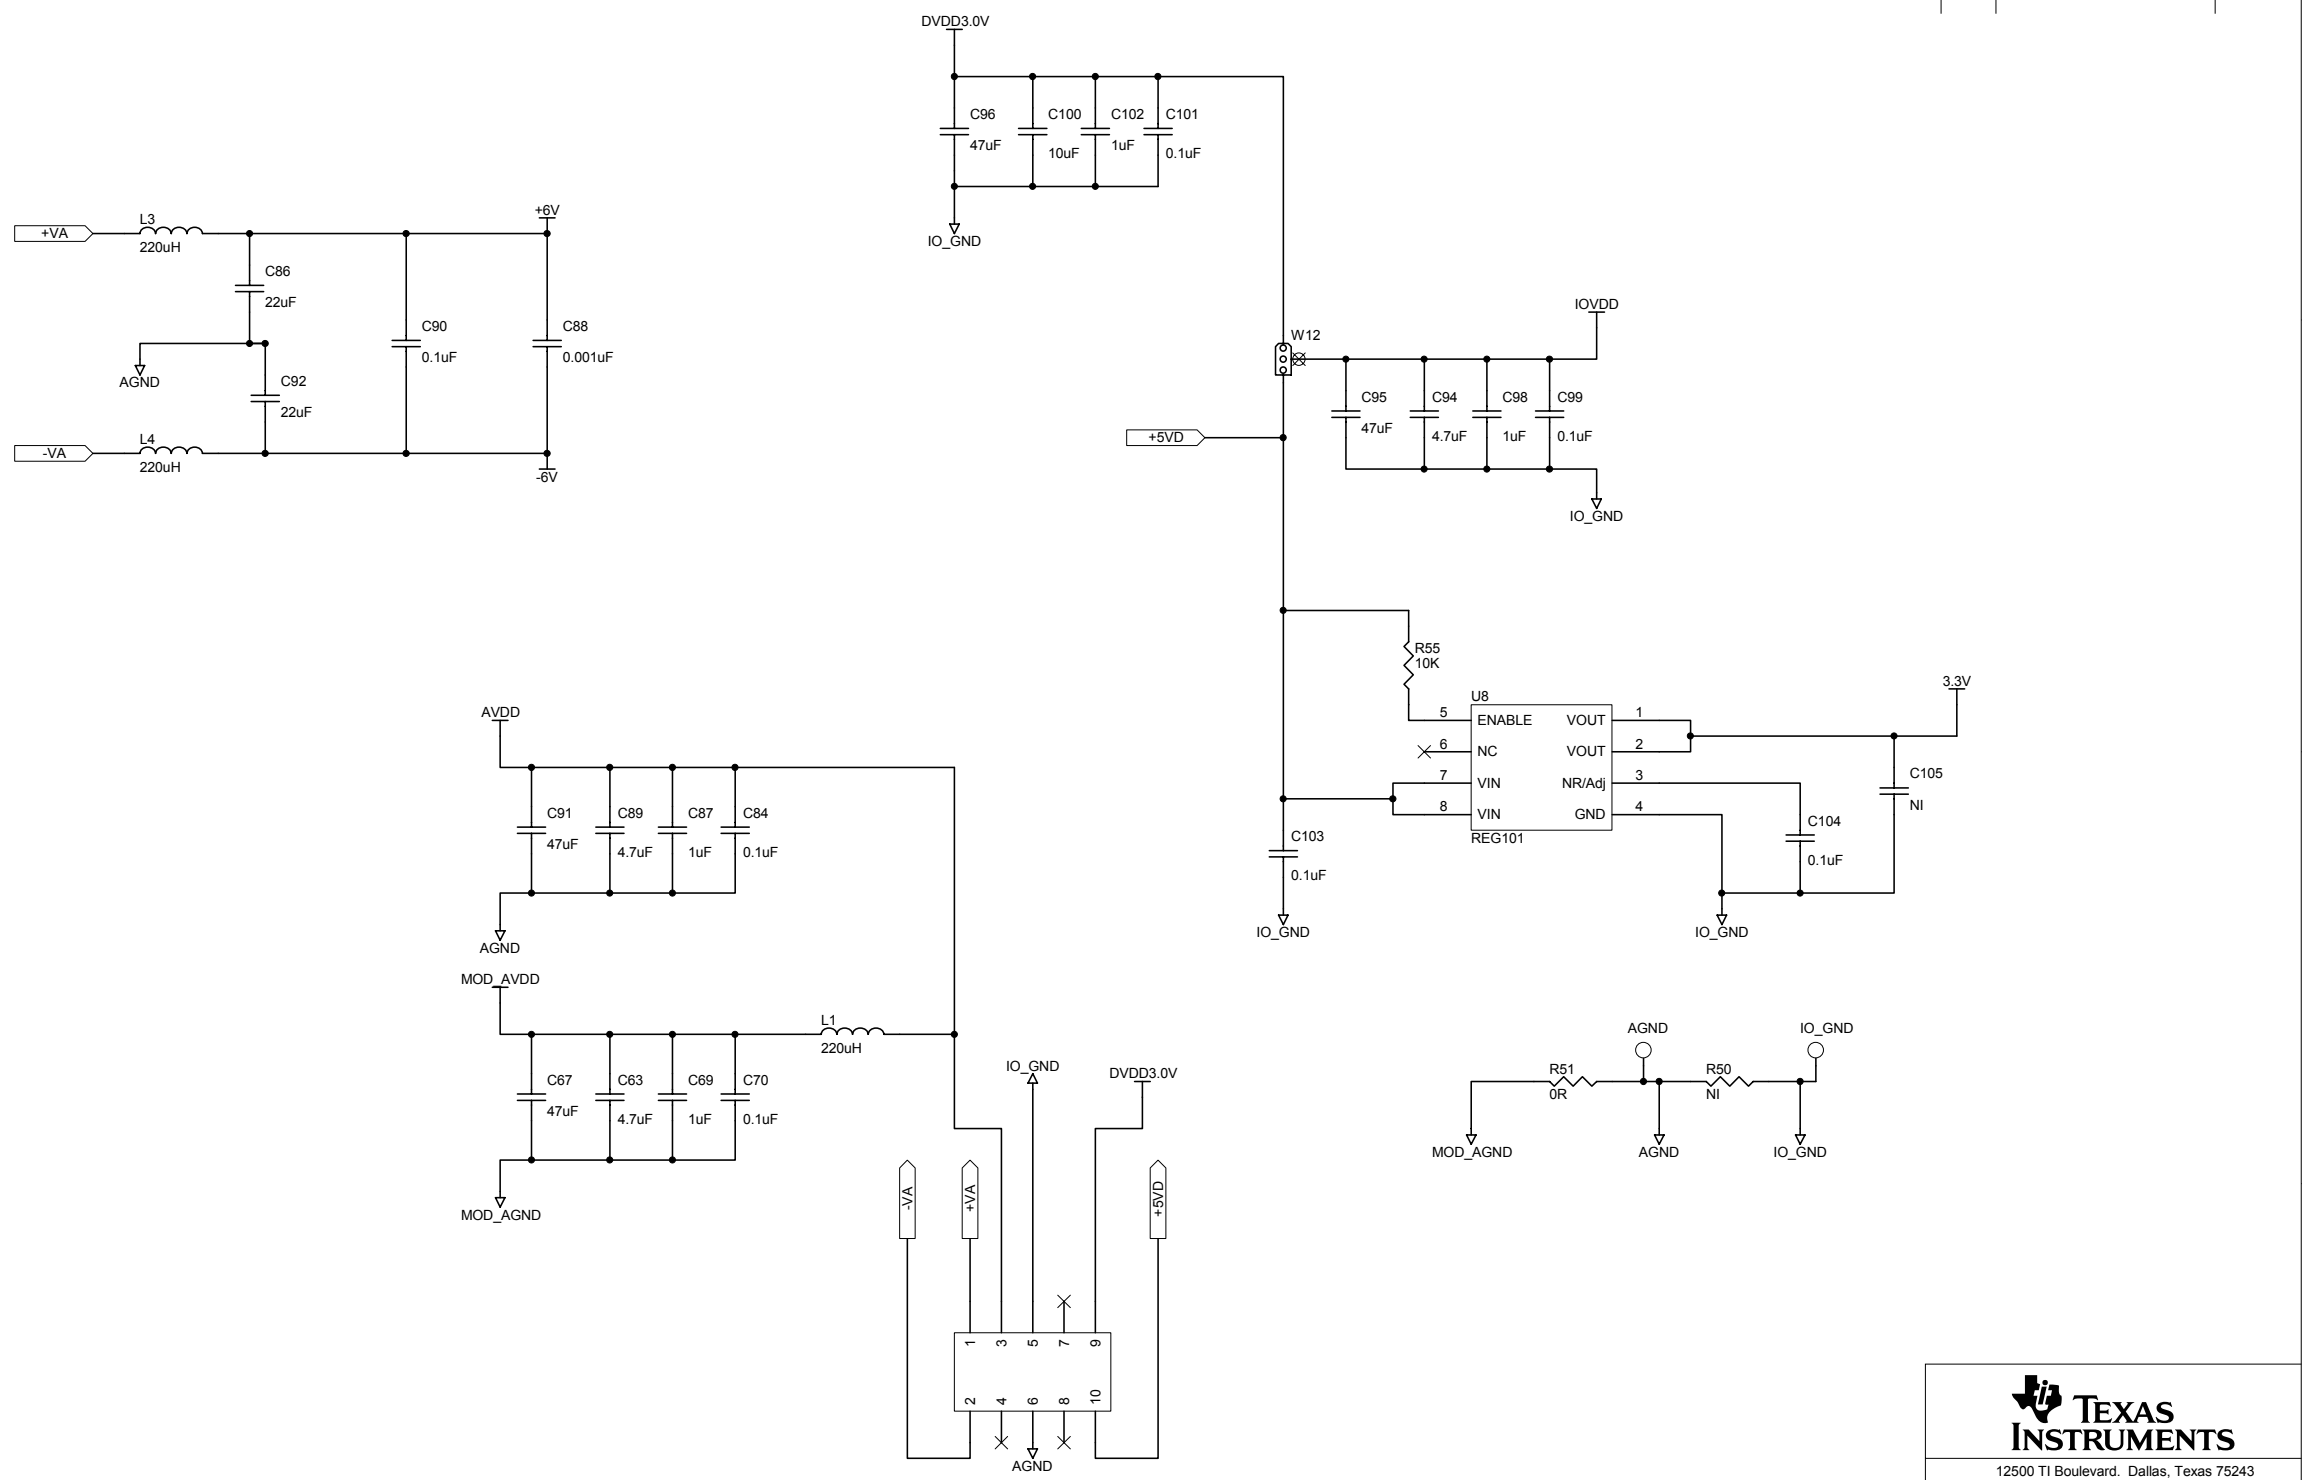 DVDD3.0V
C96
47uF
C100
10uF
C102
1uF
C101
0.1uF
IO_GND
+VA
L3
220uH
+6V
C86
22uF
C90
0.1uF
C88
0.001uF
AGND
C92
22uF
-VA
L4
220uH
-6V
W12
IOVDD
C95
47uF
C94
4.7uF
C98
1uF
C99
0.1uF
+5VD
IO_GND
R55
10K
U8
5 ENABLE VOUT 1
6 NC VOUT 2
7 VIN NR/Adj 3
8 VIN GND 4
REG101
3.3V
C105
NI
C104
0.1uF
C103
0.1uF
IO_GND
IO_GND
AVDD
C91
47uF
C89
4.7uF
C87
1uF
C84
0.1uF
AGND
MOD_AVDD
L1
220uH
C67
47uF
C63
4.7uF
C69
1uF
C70
0.1uF
MOD_AGND
IO_GND
DVDD3.0V
-VA
+VA
+5VD
1 3 5 7 9
2 4 6 8 10
AGND
AGND
IO_GND
R51
0R
R50
NI
MOD_AGND
AGND
IO_GND
TEXAS
INSTRUMENTS
12500 TI Boulevard. Dallas, Texas 75243